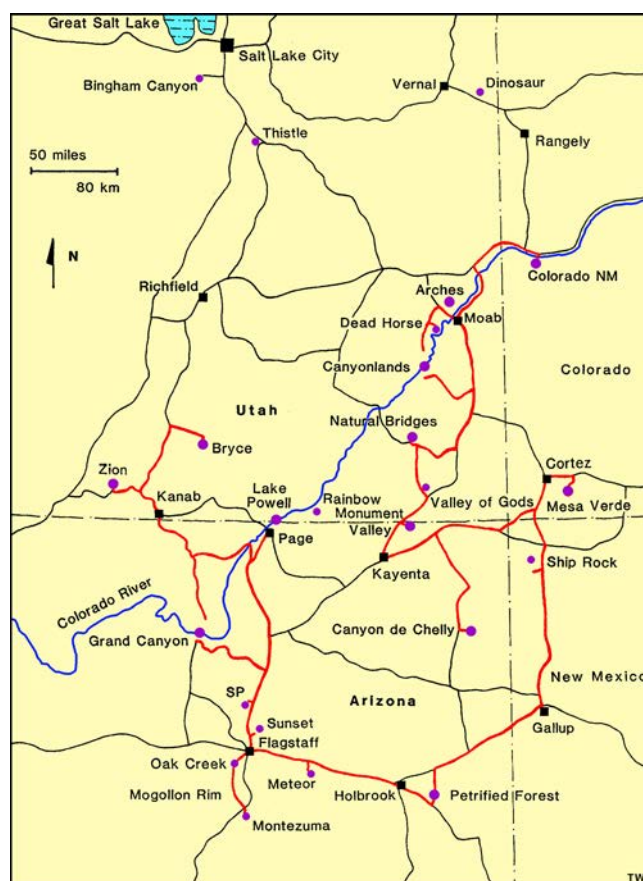 Great Salt Lake
Salt Lake City
Bingham Canyon
Vernal
Dinosaur
Thistle
Rangely
50 miles
80 km
N
Richfield
Colorado NM
Arches
Moab
Dead Horse
Canyonlands
Colorado
Utah
Natural Bridges
Bryce
Zion
Cortez
Mesa Verde
Kanab
Lake
Powell
Rainbow
Valley of Gods
Monument
Valley
Page
Kayenta
Ship Rock
Colorado River
Grand Canyon
Canyon de Chelly
New Mexico
SP
Arizona
Sunset
Gallup
Flagstaff
Oak Creek
Meteor
Mogollon Rim
Holbrook
Petrified Forest
Montezuma
TW